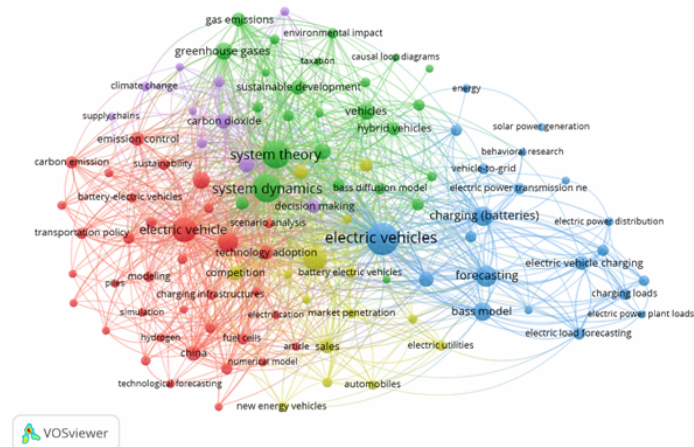 gas emissions
environmental impact
greenhouse gases
causal loop diagrams
taxation
climate change
sustainable development
energy
supply chains
vehicles
carbon dioxide
hybrid vehicles
solar power generation
emission control
system theory
behavioral research
carbon emission
sustainability
vehicle-to-grid
system dynamics
bass diffusion model
electric power transmission ne
battery-electric vehicles
decision making
charging (batteries)
scenario analysis
electric power distribution
transportation policy
electric vehicle
electric vehicles
technology adoption
electric vehicle charging
competition
battery electric vehicles
forecasting
modeling
charging infrastructures
charging loads
simulation
electrification
market penetration
bass model
electric power plant loads
hydrogen
fuel cells
electric load forecasting
china
article
sales
electric utilities
numerical model
technological forecasting
automobiles
new energy vehicles
VOSviewer